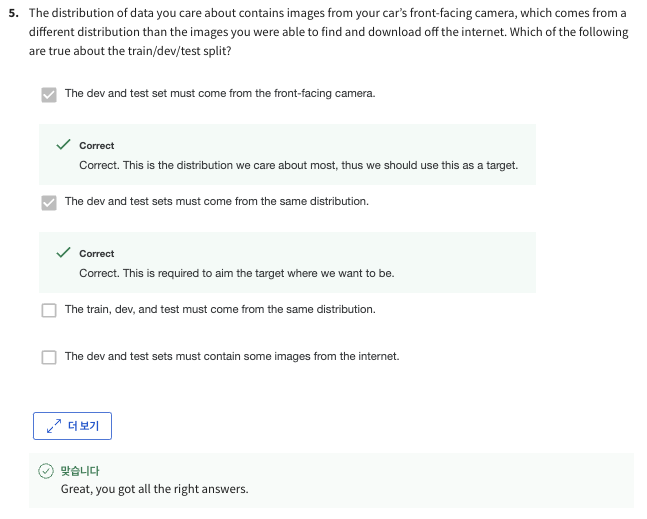 5. The distribution of data you care about contains images from your car's front-facing camera, which comes from a
different distribution than the images you were able to find and download off the internet. Which of the following
are true about the train/dev/test split?
The dev and test set must come from the front-facing camera.
Correct
Correct. This is the distribution we care about most, thus we should use this as a target.
The dev and test sets must come from the same distribution.
Correct
Correct. This is required to aim the target where we want to be.
The train, dev, and test must come from the same distribution.
The dev and test sets must contain some images from the internet.
더 보기
맞습니다
Great, you got all the right answers.